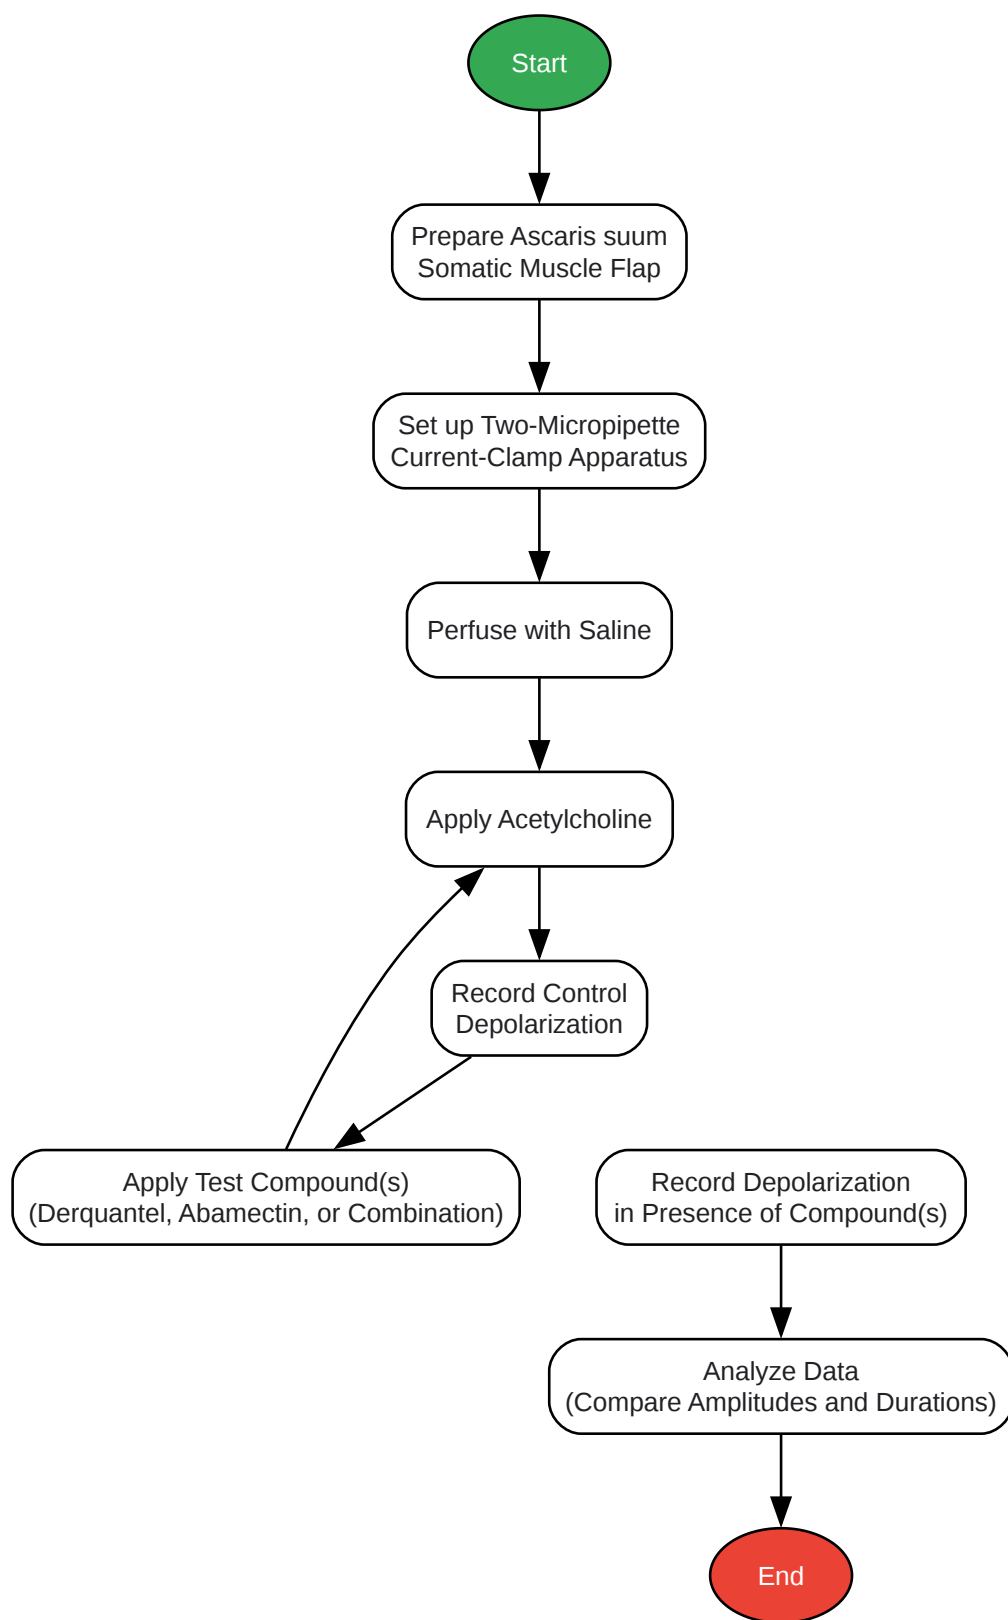 Start
Prepare Ascaris suum
Somatic Muscle Flap
Set up Two-Micropipette
Current-Clamp Apparatus
Perfuse with Saline
Apply Acetylcholine
Record Control
Depolarization
Apply Test Compound(s)
(Derquantel, Abamectin, or Combination)
Record Depolarization
in Presence of Compound(s)
Analyze Data
(Compare Amplitudes and Durations)
End